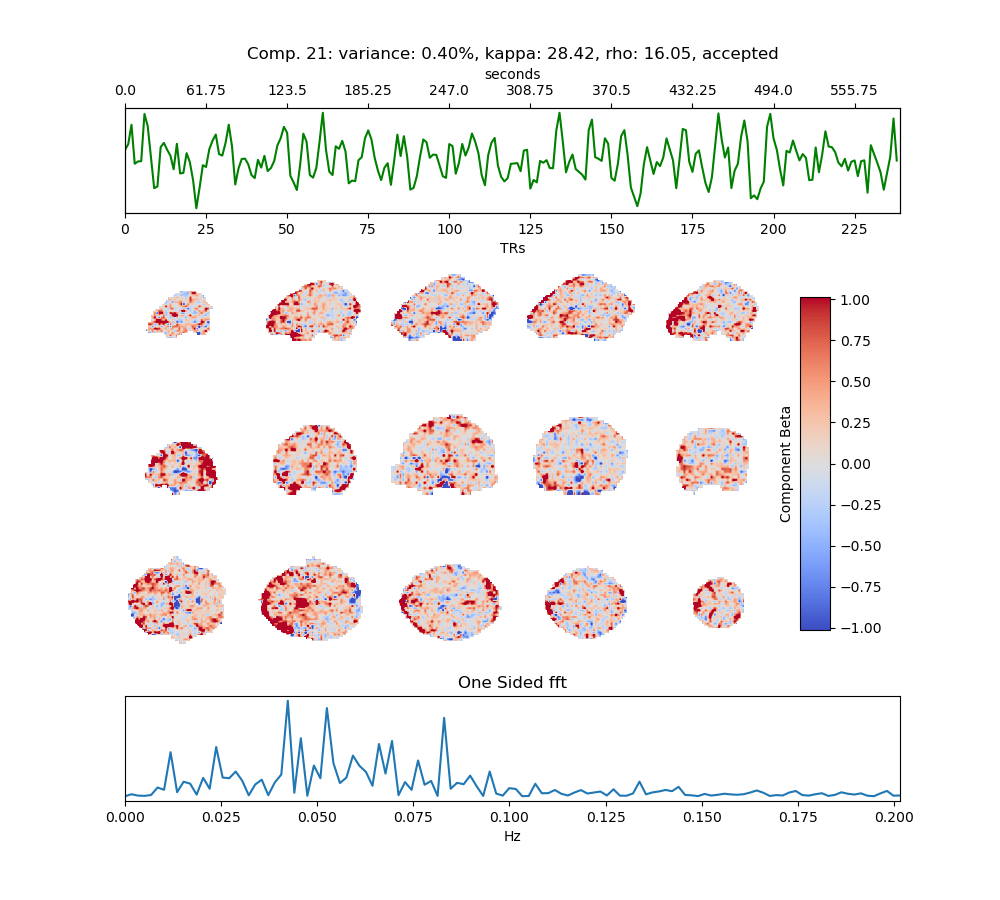 Comp. 21: variance: 0.40%, kappa: 28.42, rho: 16.05, accepted
seconds
0.0 61.75 123.5 185.25 247.0 308.75 370.5 432.25 494.0 555.75
0 25 50 75 100 125 150 175 200 225
TRs
1.00
0.75
0.50
0.25
0.00
−0.25
−0.50
−0.75
−1.00
Component Beta
One Sided fft
0.000 0.025 0.050 0.075 0.100 0.125 0.150 0.175 0.200
Hz